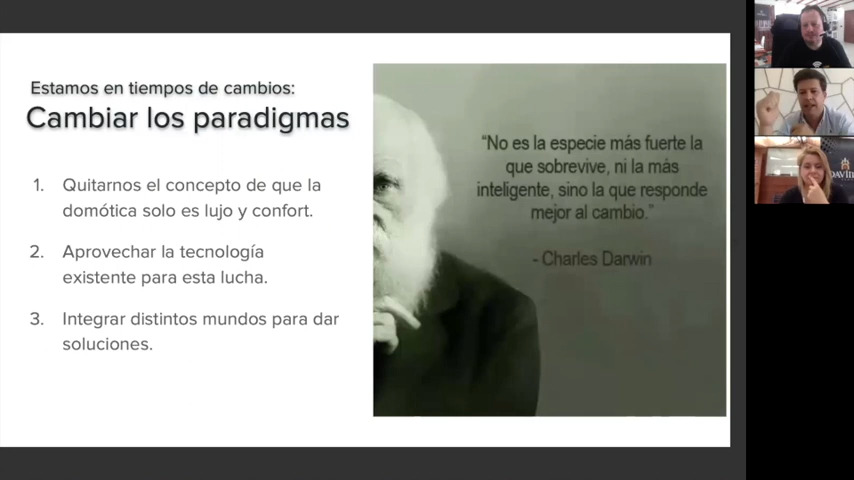 Estamos en tiempos de cambios:
Cambiar los paradigmas
1. Quitarnos el concepto de que la
domótica solo es lujo y confort.
2. Aprovechar la tecnología
existente para esta lucha.
3. Integrar distintos mundos para dar
soluciones.
“No es la especie más fuerte la
que sobrevive, ni la más
inteligente, sino la que responde
mejor al cambio.”
- Charles Darwin